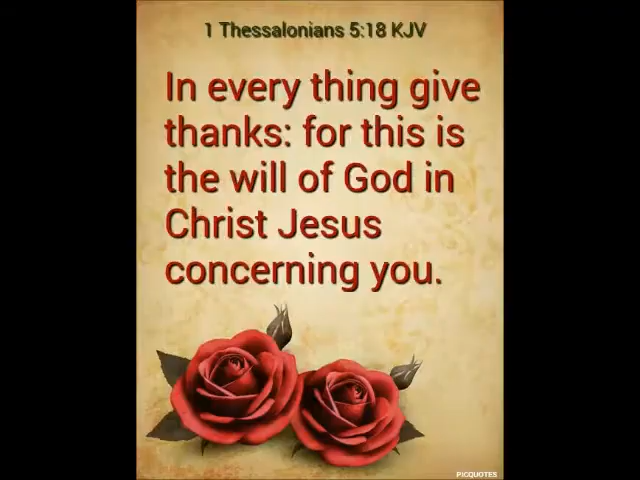 1 Thessalonians 5:18 KJV
In every thing give
thanks: for this is
the will of God in
Christ Jesus
concerning you.
PICQUOTES